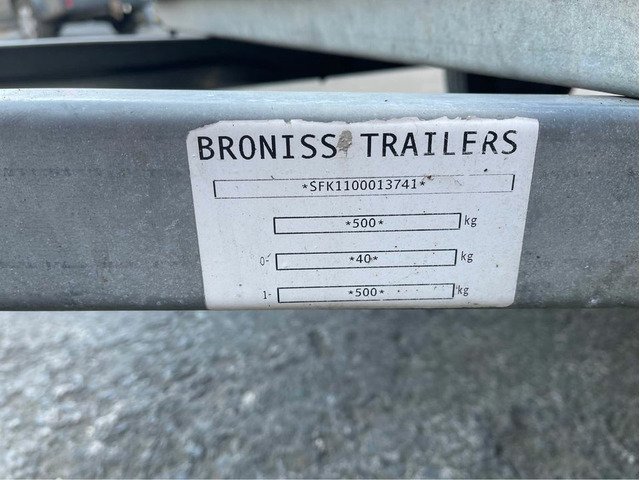 BRONISS TRAILERS
*SFK1100013741*
*500* kg
0- *40* kg
1- *500* kg